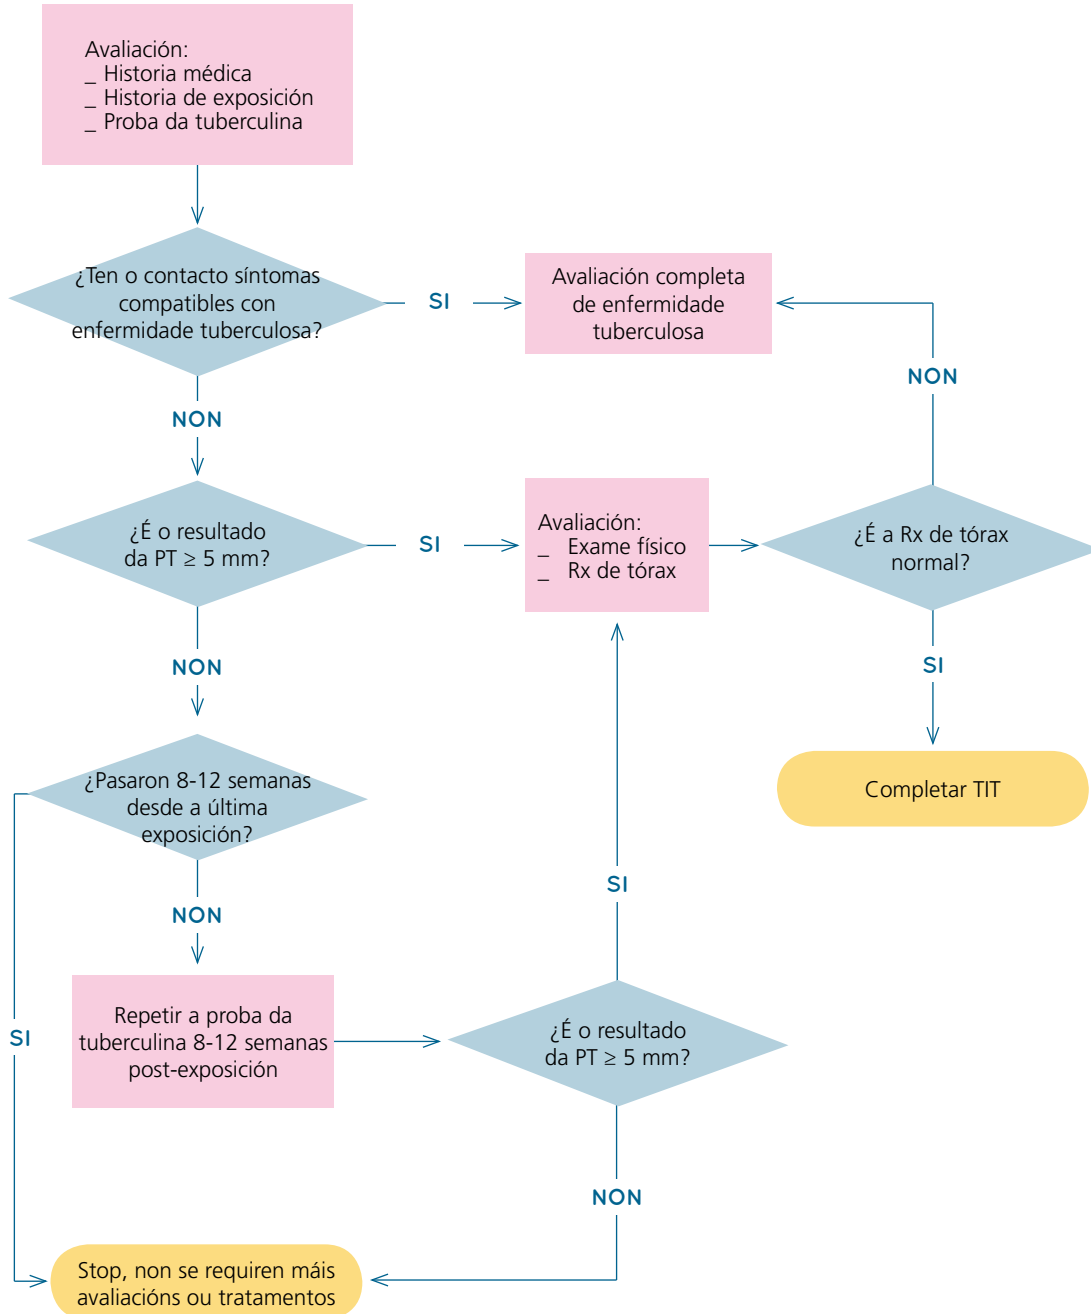 Avaliación:
_ Historia médica
_ Historia de exposición
_ Proba da tuberculina
¿Ten o contacto síntomas
compatibles con
enfermidade tuberculosa?
SI
Avaliación completa
de enfermidade
tuberculosa
NON
NON
¿É o resultado
da PT ≥ 5 mm?
SI
Avaliación:
_ Exame físico
_ Rx de tórax
¿É a Rx de tórax
normal?
NON
SI
¿Pasaron 8-12 semanas
desde a última
exposición?
Completar TIT
SI
NON
Repetir a proba da
tuberculina 8-12 semanas
post-exposición
¿É o resultado
da PT ≥ 5 mm?
SI
NON
Stop, non se requiren máis
avaliacións ou tratamentos